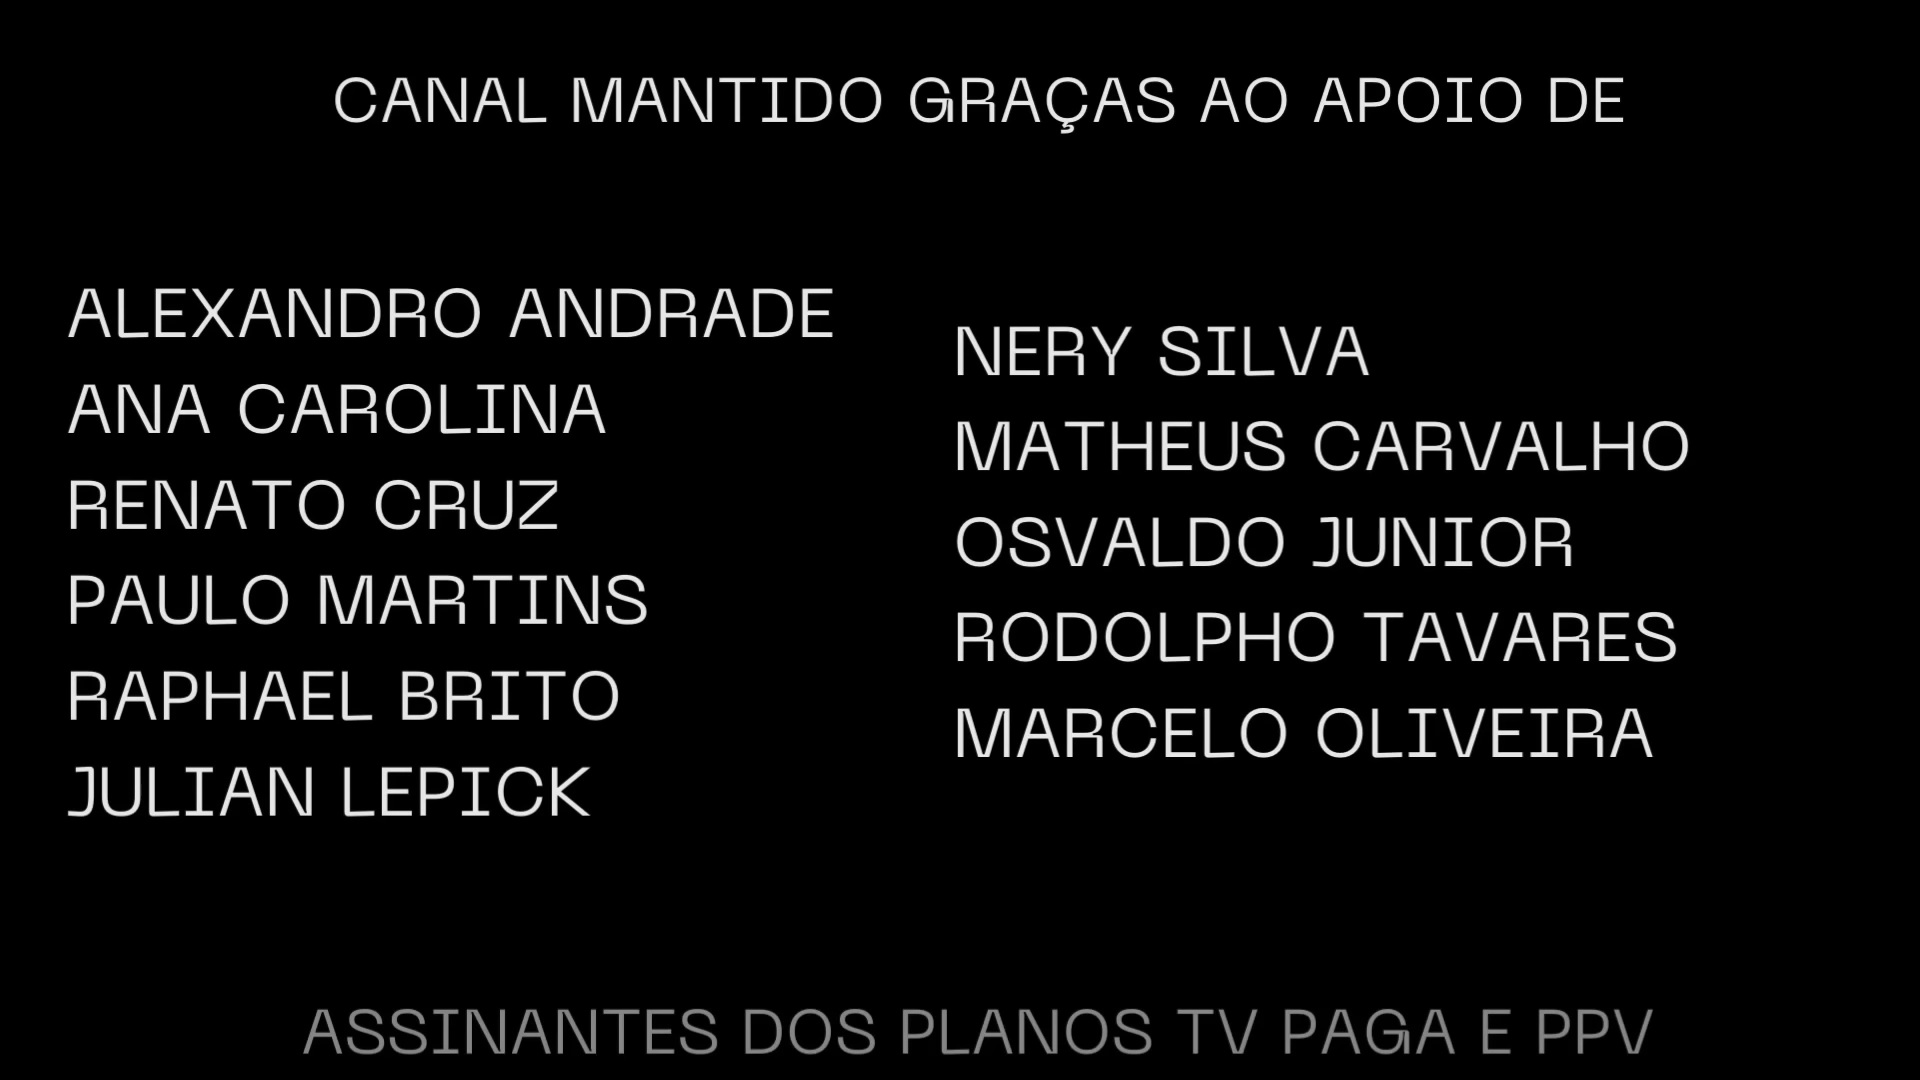 CANAL MANTIDO GRAÇAS AO APOIO DE
ALEXANDRO ANDRADE
ANA CAROLINA
RENATO CRUZ
PAULO MARTINS
RAPHAEL BRITO
JULIAN LEPICK
NERY SILVA
MATHEUS CARVALHO
OSVALDO JUNIOR
RODOLPHO TAVARES
MARCELO OLIVEIRA
ASSINANTES DOS PLANOS TV PAGA E PPV